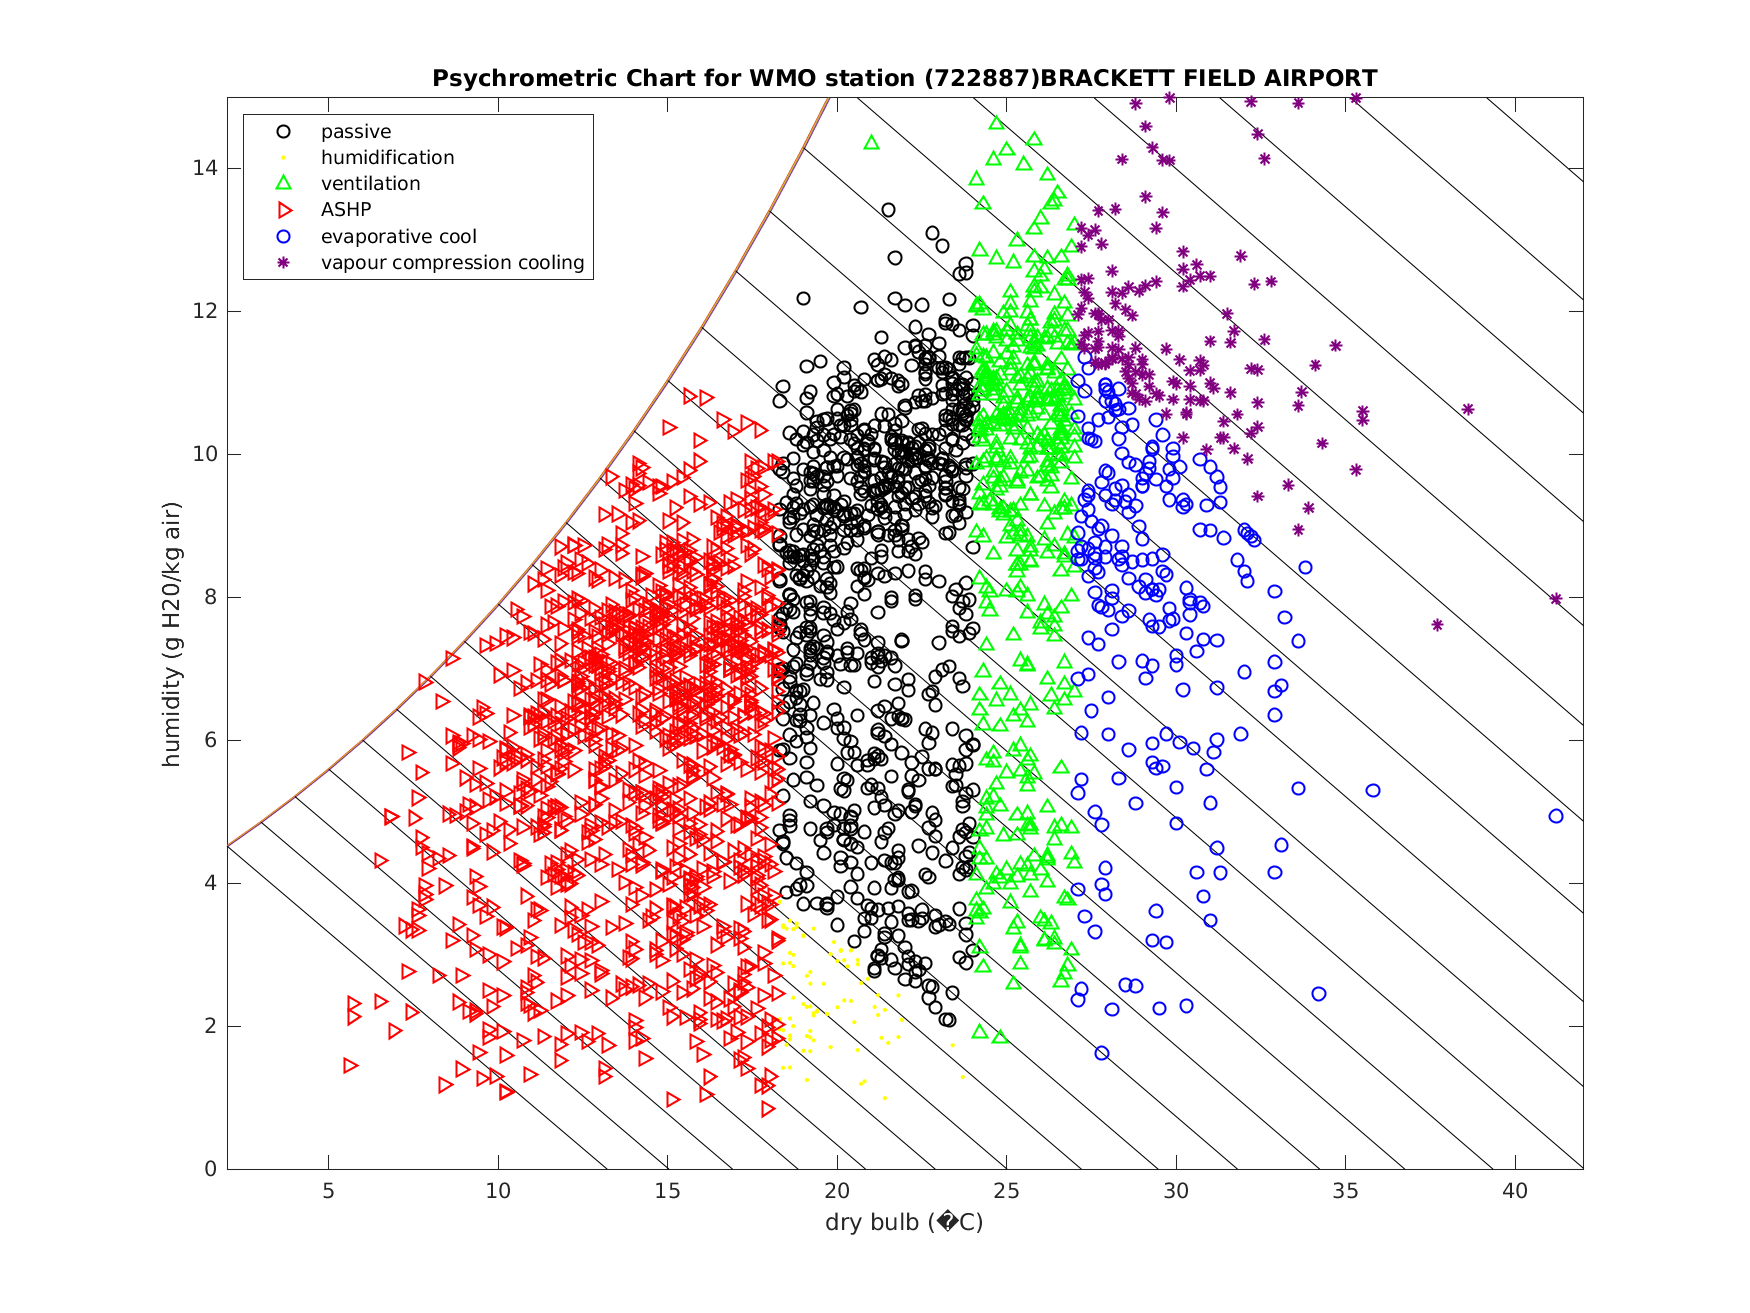 Psychrometric Chart for WMO station (722887)BRACKETT FIELD AIRPORT
passive
humidification
ventilation
ASHP
evaporative cool
vapour compression cooling
humidity (g H20/kg air)
14
12
10
8
6
4
2
0
5 10 15 20 25 30 35 40
dry bulb (�C)